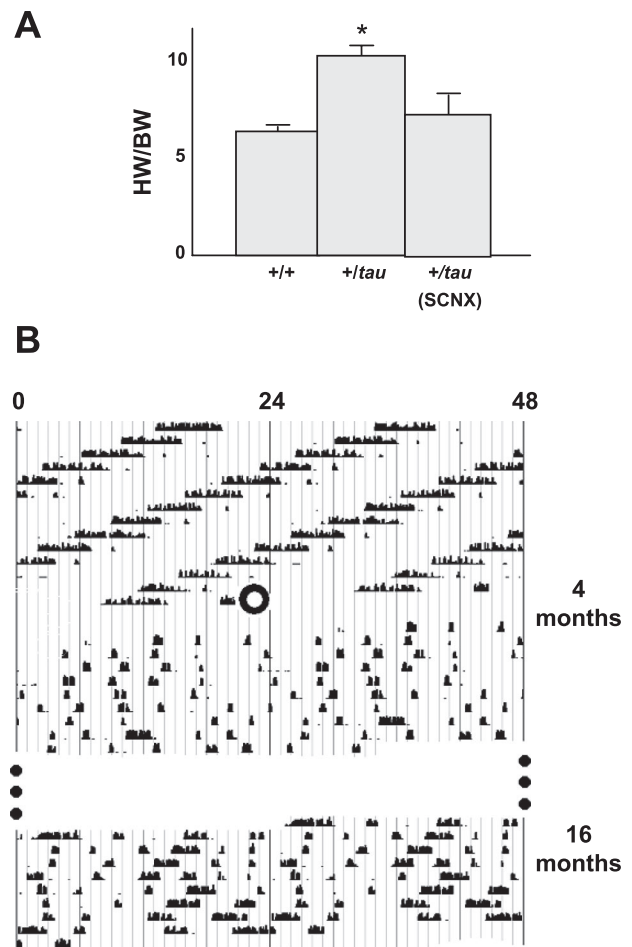 A
*
10
HW/BW
5
0
+/+ +/tau +/tau
(SCNX)
B
0 24 48
4
months
16
months